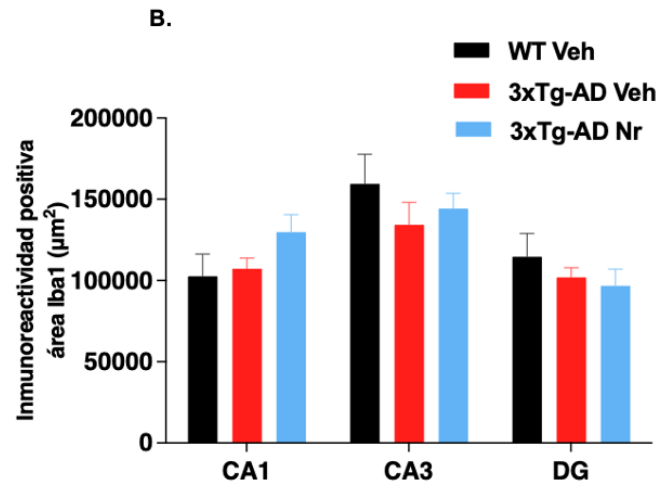 B.
WT Veh
3xTg-AD Veh
3xTg-AD Nr
Inmunoreactividad positiva
área Iba1 (µm²)
200000
150000
100000
50000
0
CA1
CA3
DG